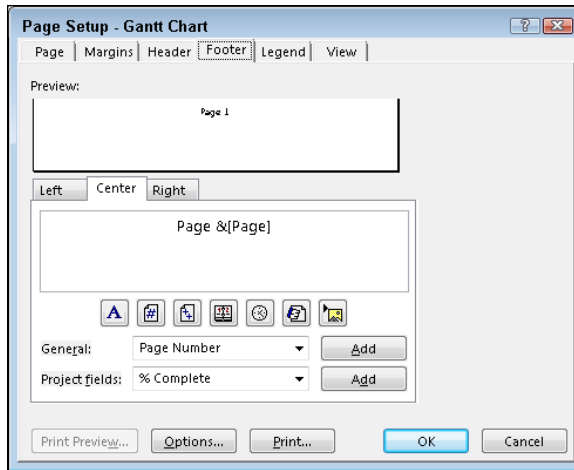 Page Setup - Gantt Chart
Page Margins Header Footer Legend View
Preview:
Page 1
Left Center Right
Page &[Page]
General: Page Number Add
Project fields: % Complete Add
Print Preview... Options... Print... OK Cancel